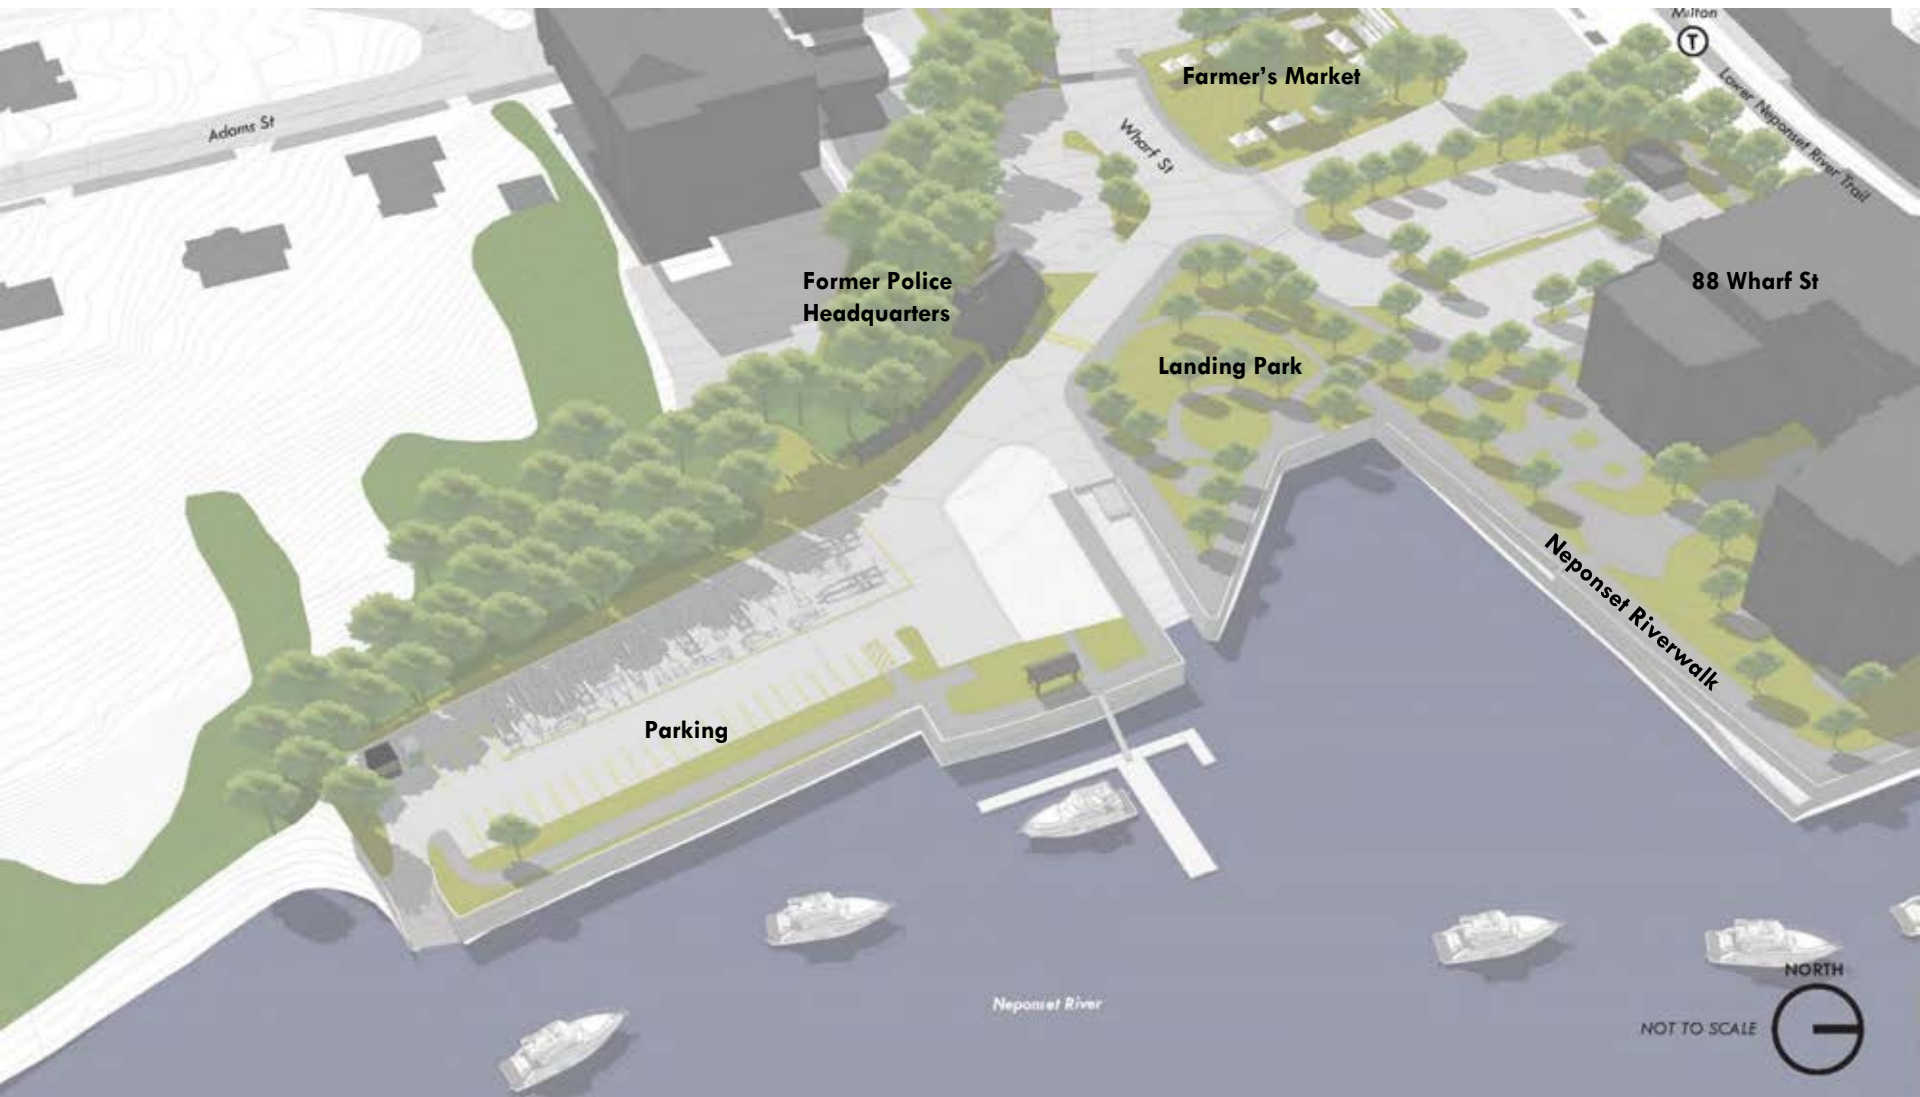 Milton
T
Farmer's Market
Lower Neponset River Trail
Adams St
Wharf St
Former Police
Headquarters
88 Wharf St
Landing Park
Neponset Riverwalk
Parking
NORTH
Neponset River
NOT TO SCALE